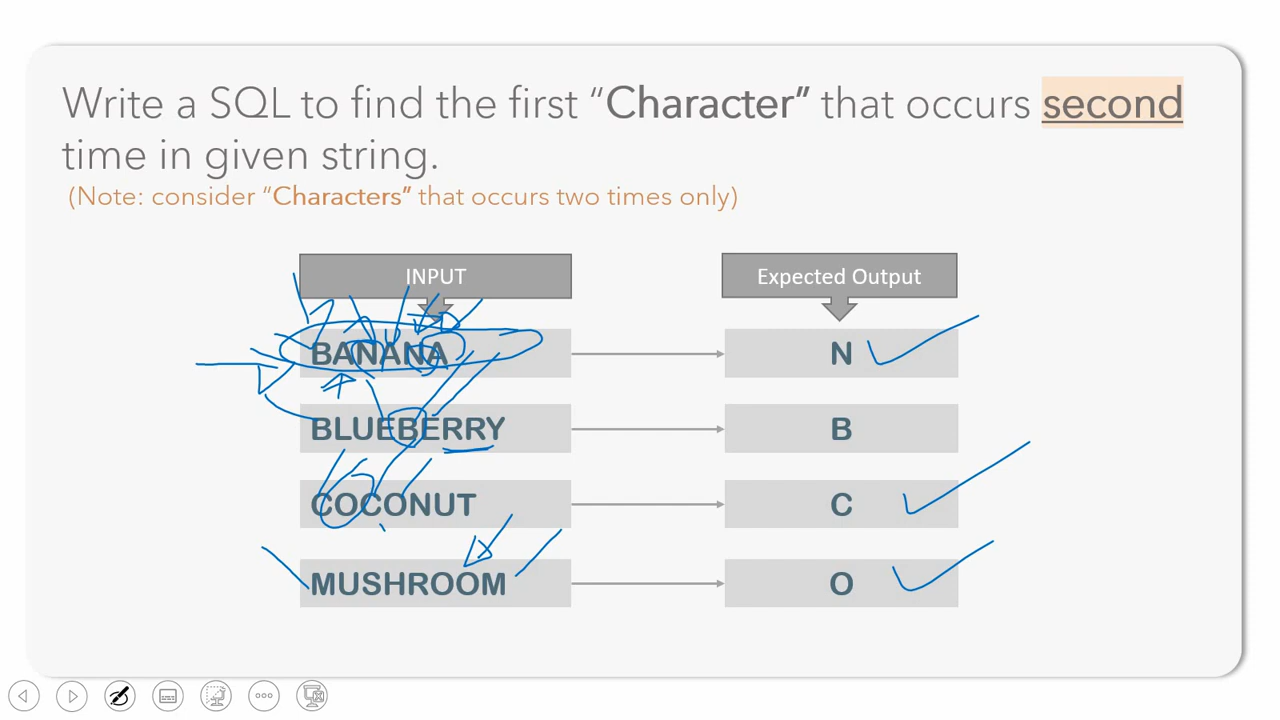 Write a SQL to find the first “Character” that occurs second
time in given string.
(Note: consider “Characters” that occurs two times only)
INPUT
Expected Output
BANANA
N
BLUEBERRY
B
COCONUT
C
MUSHROOM
O